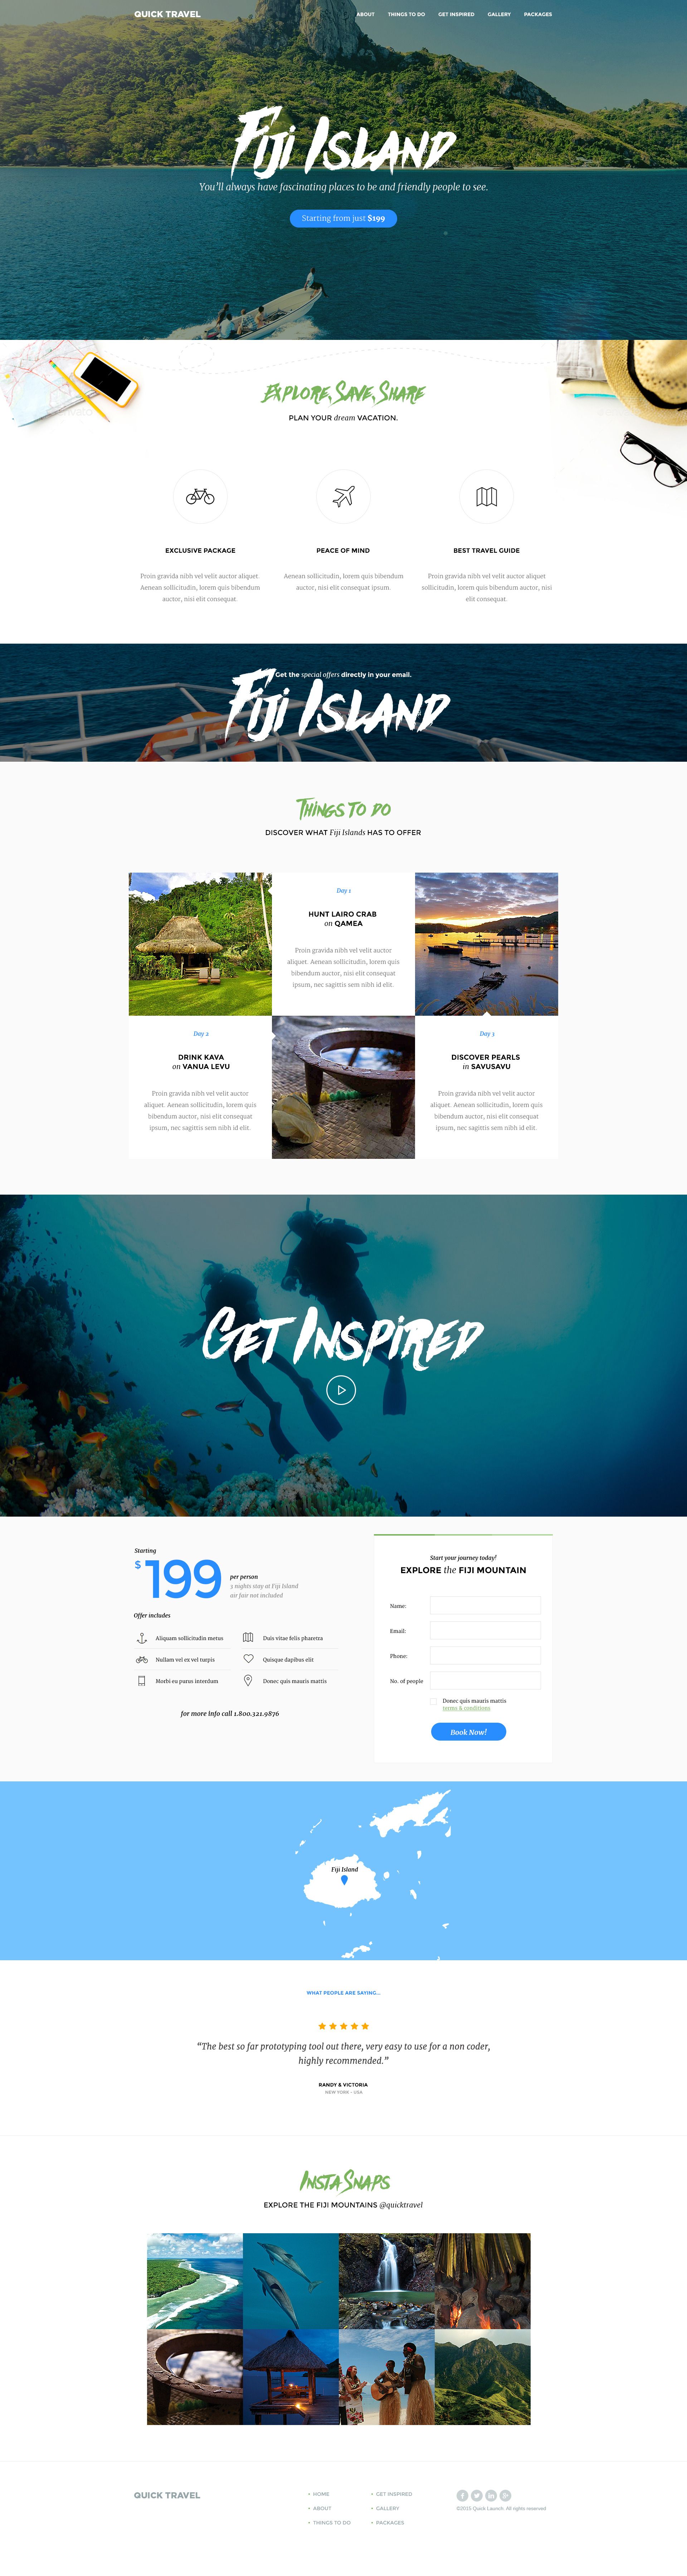 QUICK TRAVEL
ABOUT THINGS TO DO GET INSPIRED GALLERY PACKAGES
Fiji Island
You'll always have fascinating places to be and friendly people to see.
Starting from just $199
Explore, Save, Share
PLAN YOUR dream VACATION.
EXCLUSIVE PACKAGE
Proin gravida nibh vel velit auctor aliquet.
Aenean sollicitudin, lorem quis bibendum
auctor, nisi elit consequat.
PEACE OF MIND
Aenean sollicitudin, lorem quis bibendum
auctor, nisi elit consequat ipsum.
BEST TRAVEL GUIDE
Proin gravida nibh vel velit auctor aliquet
sollicitudin, lorem quis bibendum auctor, nisi
elit consequat.
Get the special offers directly in your email.
Fiji Island
Things To do
DISCOVER WHAT Fiji Islands HAS TO OFFER
Day 1
HUNT LAIRO CRAB
on QAMEA
Proin gravida nibh vel velit auctor
aliquet. Aenean sollicitudin, lorem quis
bibendum auctor, nisi elit consequat
ipsum, nec sagittis sem nibh id elit.
Day 2
DRINK KAVA
on VANUA LEVU
Proin gravida nibh vel velit auctor
aliquet. Aenean sollicitudin, lorem quis
bibendum auctor, nisi elit consequat
ipsum, nec sagittis sem nibh id elit.
Day 3
DISCOVER PEARLS
in SAVUSAVU
Proin gravida nibh vel velit auctor
aliquet. Aenean sollicitudin, lorem quis
bibendum auctor, nisi elit consequat
ipsum, nec sagittis sem nibh id elit.
Get Inspired
Starting
$199
per person
3 nights stay at Fiji Island
air fair not included
Offer includes
Aliquam sollicitudin metus
Duis vitae felis pharetra
Nullam vel ex vel turpis
Quisque dapibus elit
Morbi eu purus interdum
Donec quis mauris mattis
for more Info call 1.800.321.9876
Start your journey today!
EXPLORE the FIJI MOUNTAIN
Name:
Email:
Phone:
No. of people
Donec quis mauris mattis
terms & conditions
Book Now!
Fiji Island
WHAT PEOPLE ARE SAYING...
“The best so far prototyping tool out there, very easy to use for a non coder,
highly recommended.”
RANDY & VICTORIA
NEW YORK - USA
Insta Snaps
EXPLORE THE FIJI MOUNTAINS @quicktravel
QUICK TRAVEL
• HOME
• ABOUT
• THINGS TO DO
• GET INSPIRED
• GALLERY
• PACKAGES
©2015 Quick Launch. All rights reserved